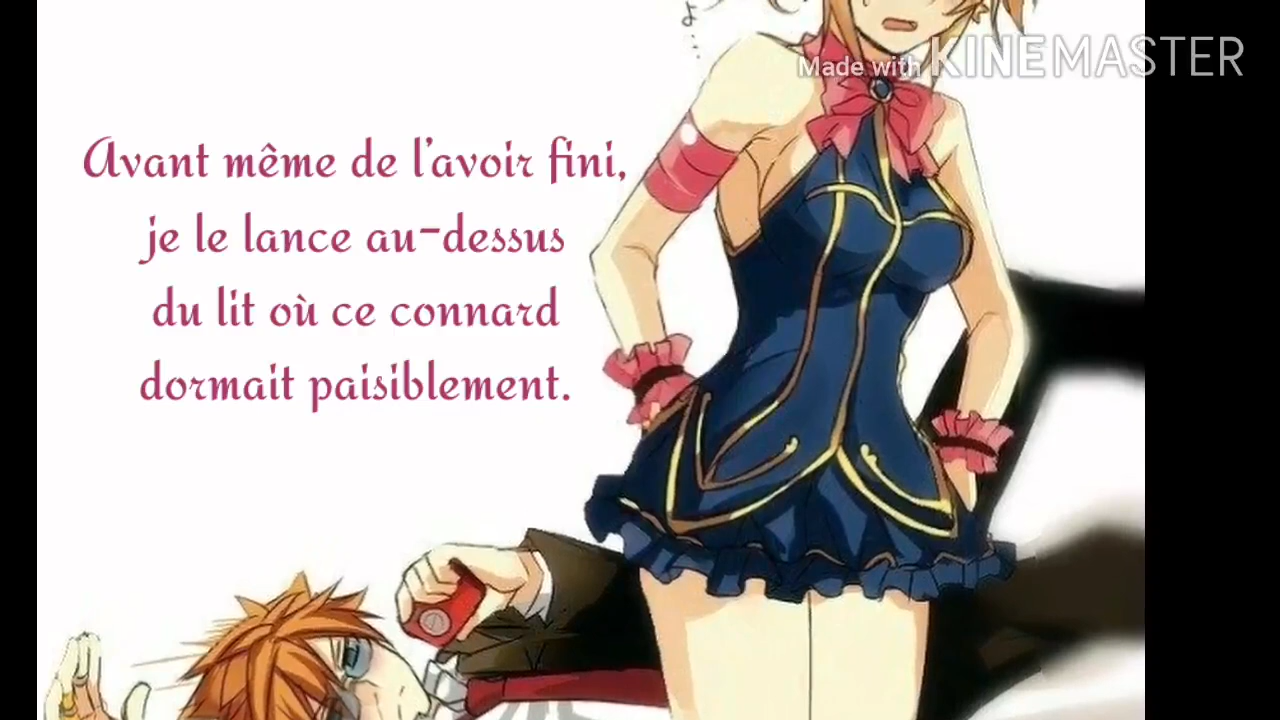 ょ…
Made with KINEMASTER
Avant même de l'avoir fini,
je le lance au-dessus
du lit où ce connard
dormait paisiblement.